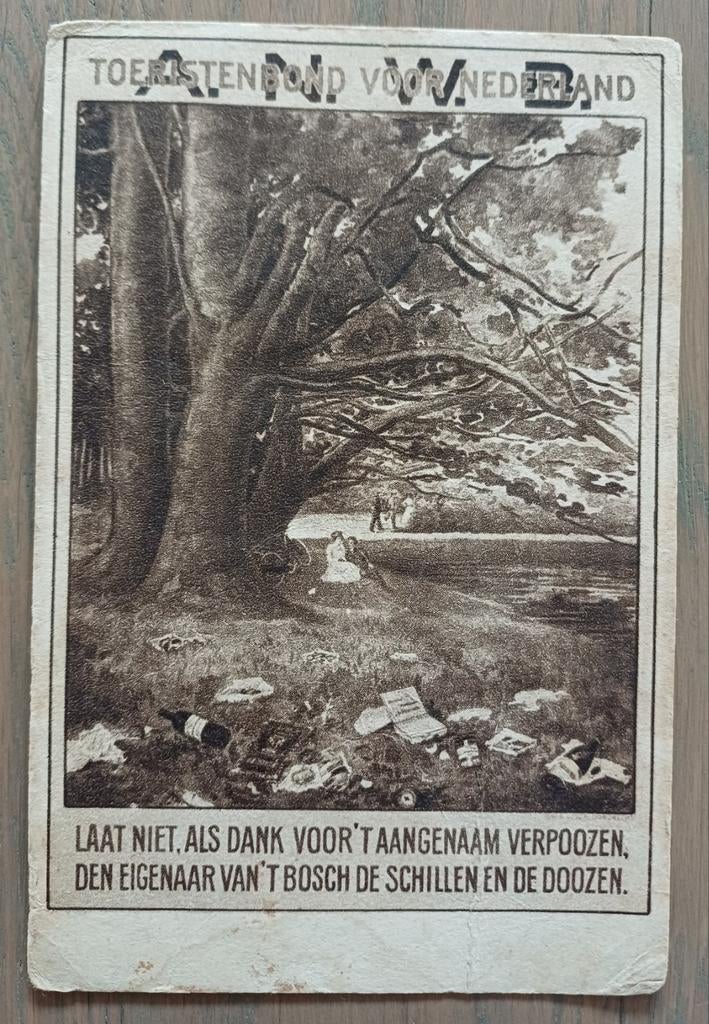 A. N. W. B.
TOERISTENBOND VOOR NEDERLAND
LAAT NIET, ALS DANK VOOR 'T AANGENAAM VERPOOZEN,
DEN EIGENAAR VAN 'T BOSCH DE SCHILLEN EN DE DOOZEN.